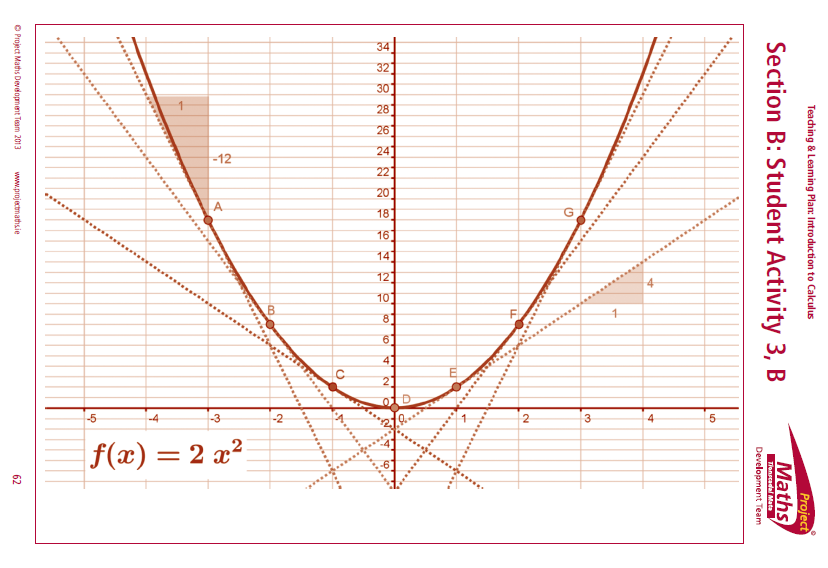 Teaching & Learning Plan: Introduction to Calculus
Section B: Student Activity 3, B
34
32
30
28
26
24
22
20
18
16
14
12
10
8
6
4
2
0
-2
-4
-6
-5
-4
-3
-2
-1
0
1
2
3
4
5
1
-12
A
B
C
D
E
F
G
4
1
f(x) = 2 x²
© Project Maths Development Team 2013 www.projectmaths.ie
62
Project
Maths
Development Team